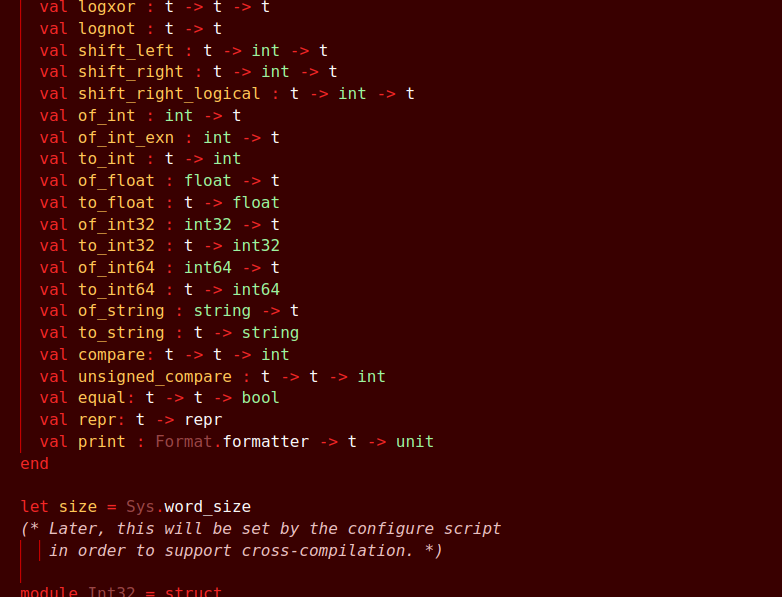 val logxor : t -> t -> t
val lognot : t -> t
val shift_left : t -> int -> t
val shift_right : t -> int -> t
val shift_right_logical : t -> int -> t
val of_int : int -> t
val of_int_exn : int -> t
val to_int : t -> int
val of_float : float -> t
val to_float : t -> float
val of_int32 : int32 -> t
val to_int32 : t -> int32
val of_int64 : int64 -> t
val to_int64 : t -> int64
val of_string : string -> t
val to_string : t -> string
val compare: t -> t -> int
val unsigned_compare : t -> t -> int
val equal: t -> t -> bool
val repr: t -> repr
val print : Format.formatter -> t -> unit
end
let size = Sys.word_size
(* Later, this will be set by the configure script
in order to support cross-compilation. *)
module Int32 = struct